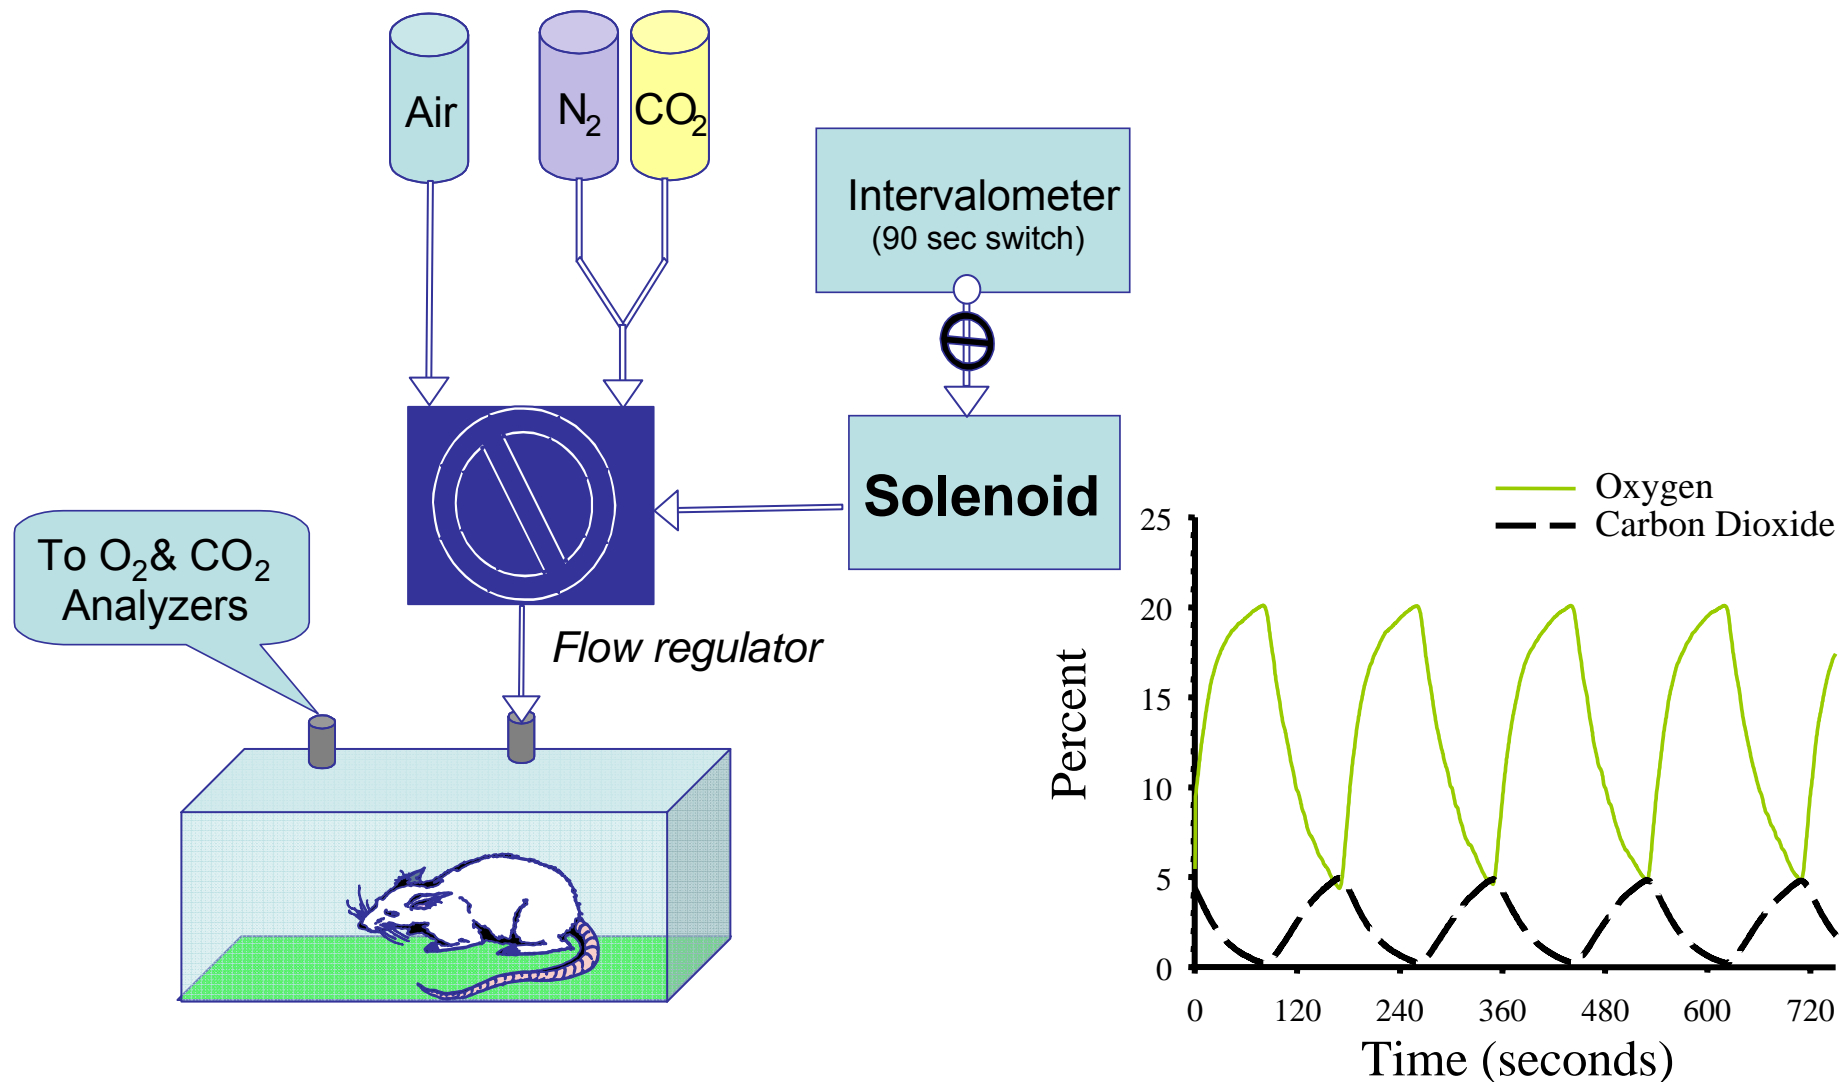 Air
N₂
CO₂
Intervalometer
(90 sec switch)
Solenoid
To O₂& CO₂
Analyzers
Flow regulator
Oxygen
Carbon Dioxide
25
20
15
10
5
0
Percent
0 120 240 360 480 600 720
Time (seconds)